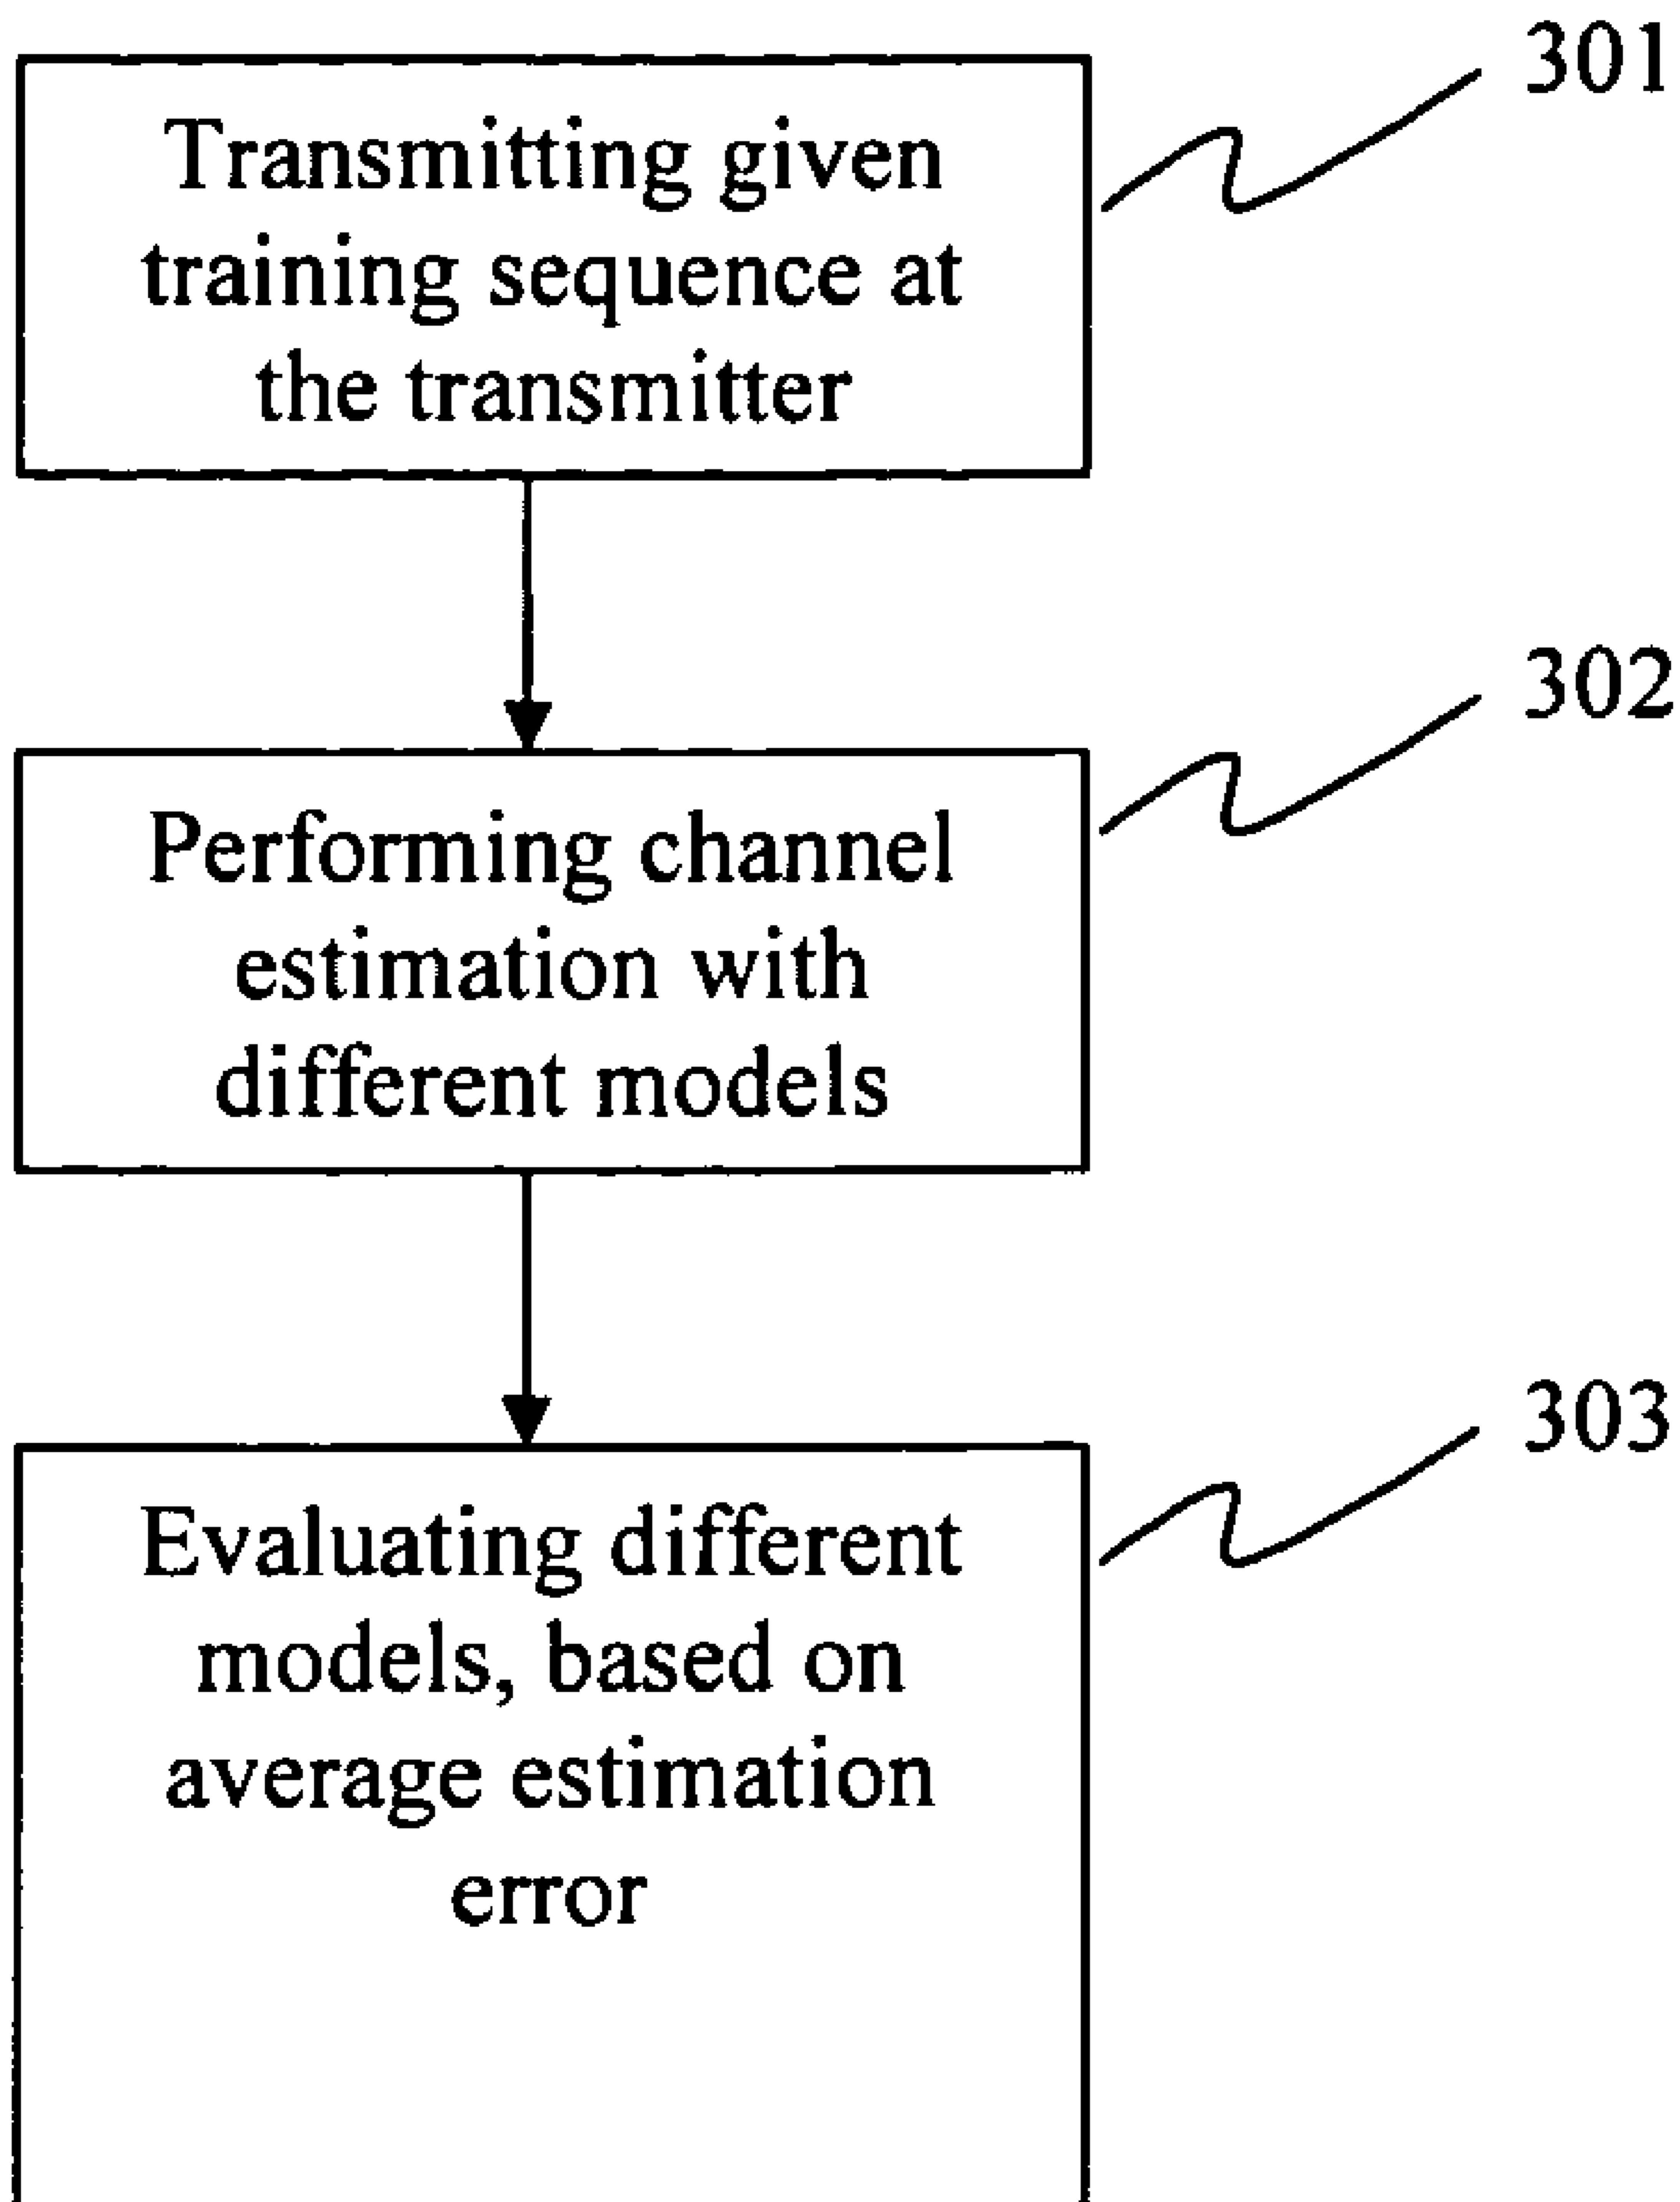 301
Transmitting given
training sequence at
the transmitter
302
Performing channel
estimation with
different models
303
Evaluating different
models, based on
average estimation
error